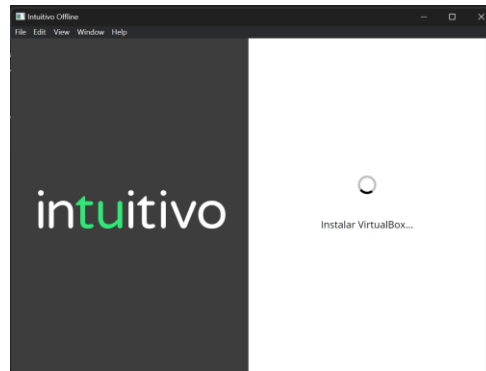 Intuitivo Offline
File Edit View Window Help
intuitivo
Instalar VirtualBox...